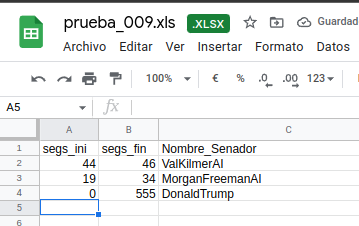 prueba_009.xls .XLSX Guardad
Archivo Editar Ver Insertar Formato Datos
100% € % .0 .00 123
A5 fx
A B C
1 segs_ini segs_fin Nombre_Senador
2 44 46 ValKilmerAI
3 19 34 MorganFreemanAI
4 0 555 DonaldTrump
5